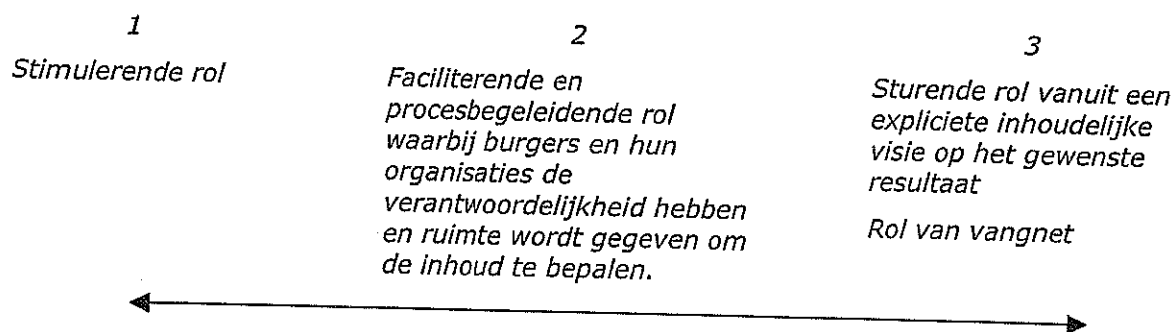 1
Stimulerende rol
2
Faciliterende en
procesbegeleidende rol
waarbij burgers en hun
organisaties de
verantwoordelijkheid hebben
en ruimte wordt gegeven om
de inhoud te bepalen.
3
Sturende rol vanuit een
expliciete inhoudelijke
visie op het gewenste
resultaat
Rol van vangnet